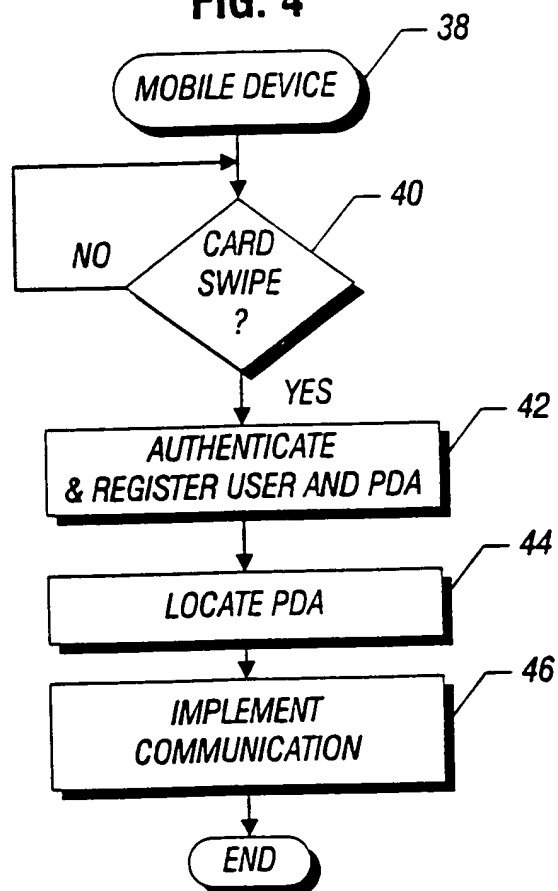 FIG. 4
38
MOBILE DEVICE
40
CARD
SWIPE
?
NO
YES
42
AUTHENTICATE
& REGISTER USER AND PDA
44
LOCATE PDA
46
IMPLEMENT
COMMUNICATION
END